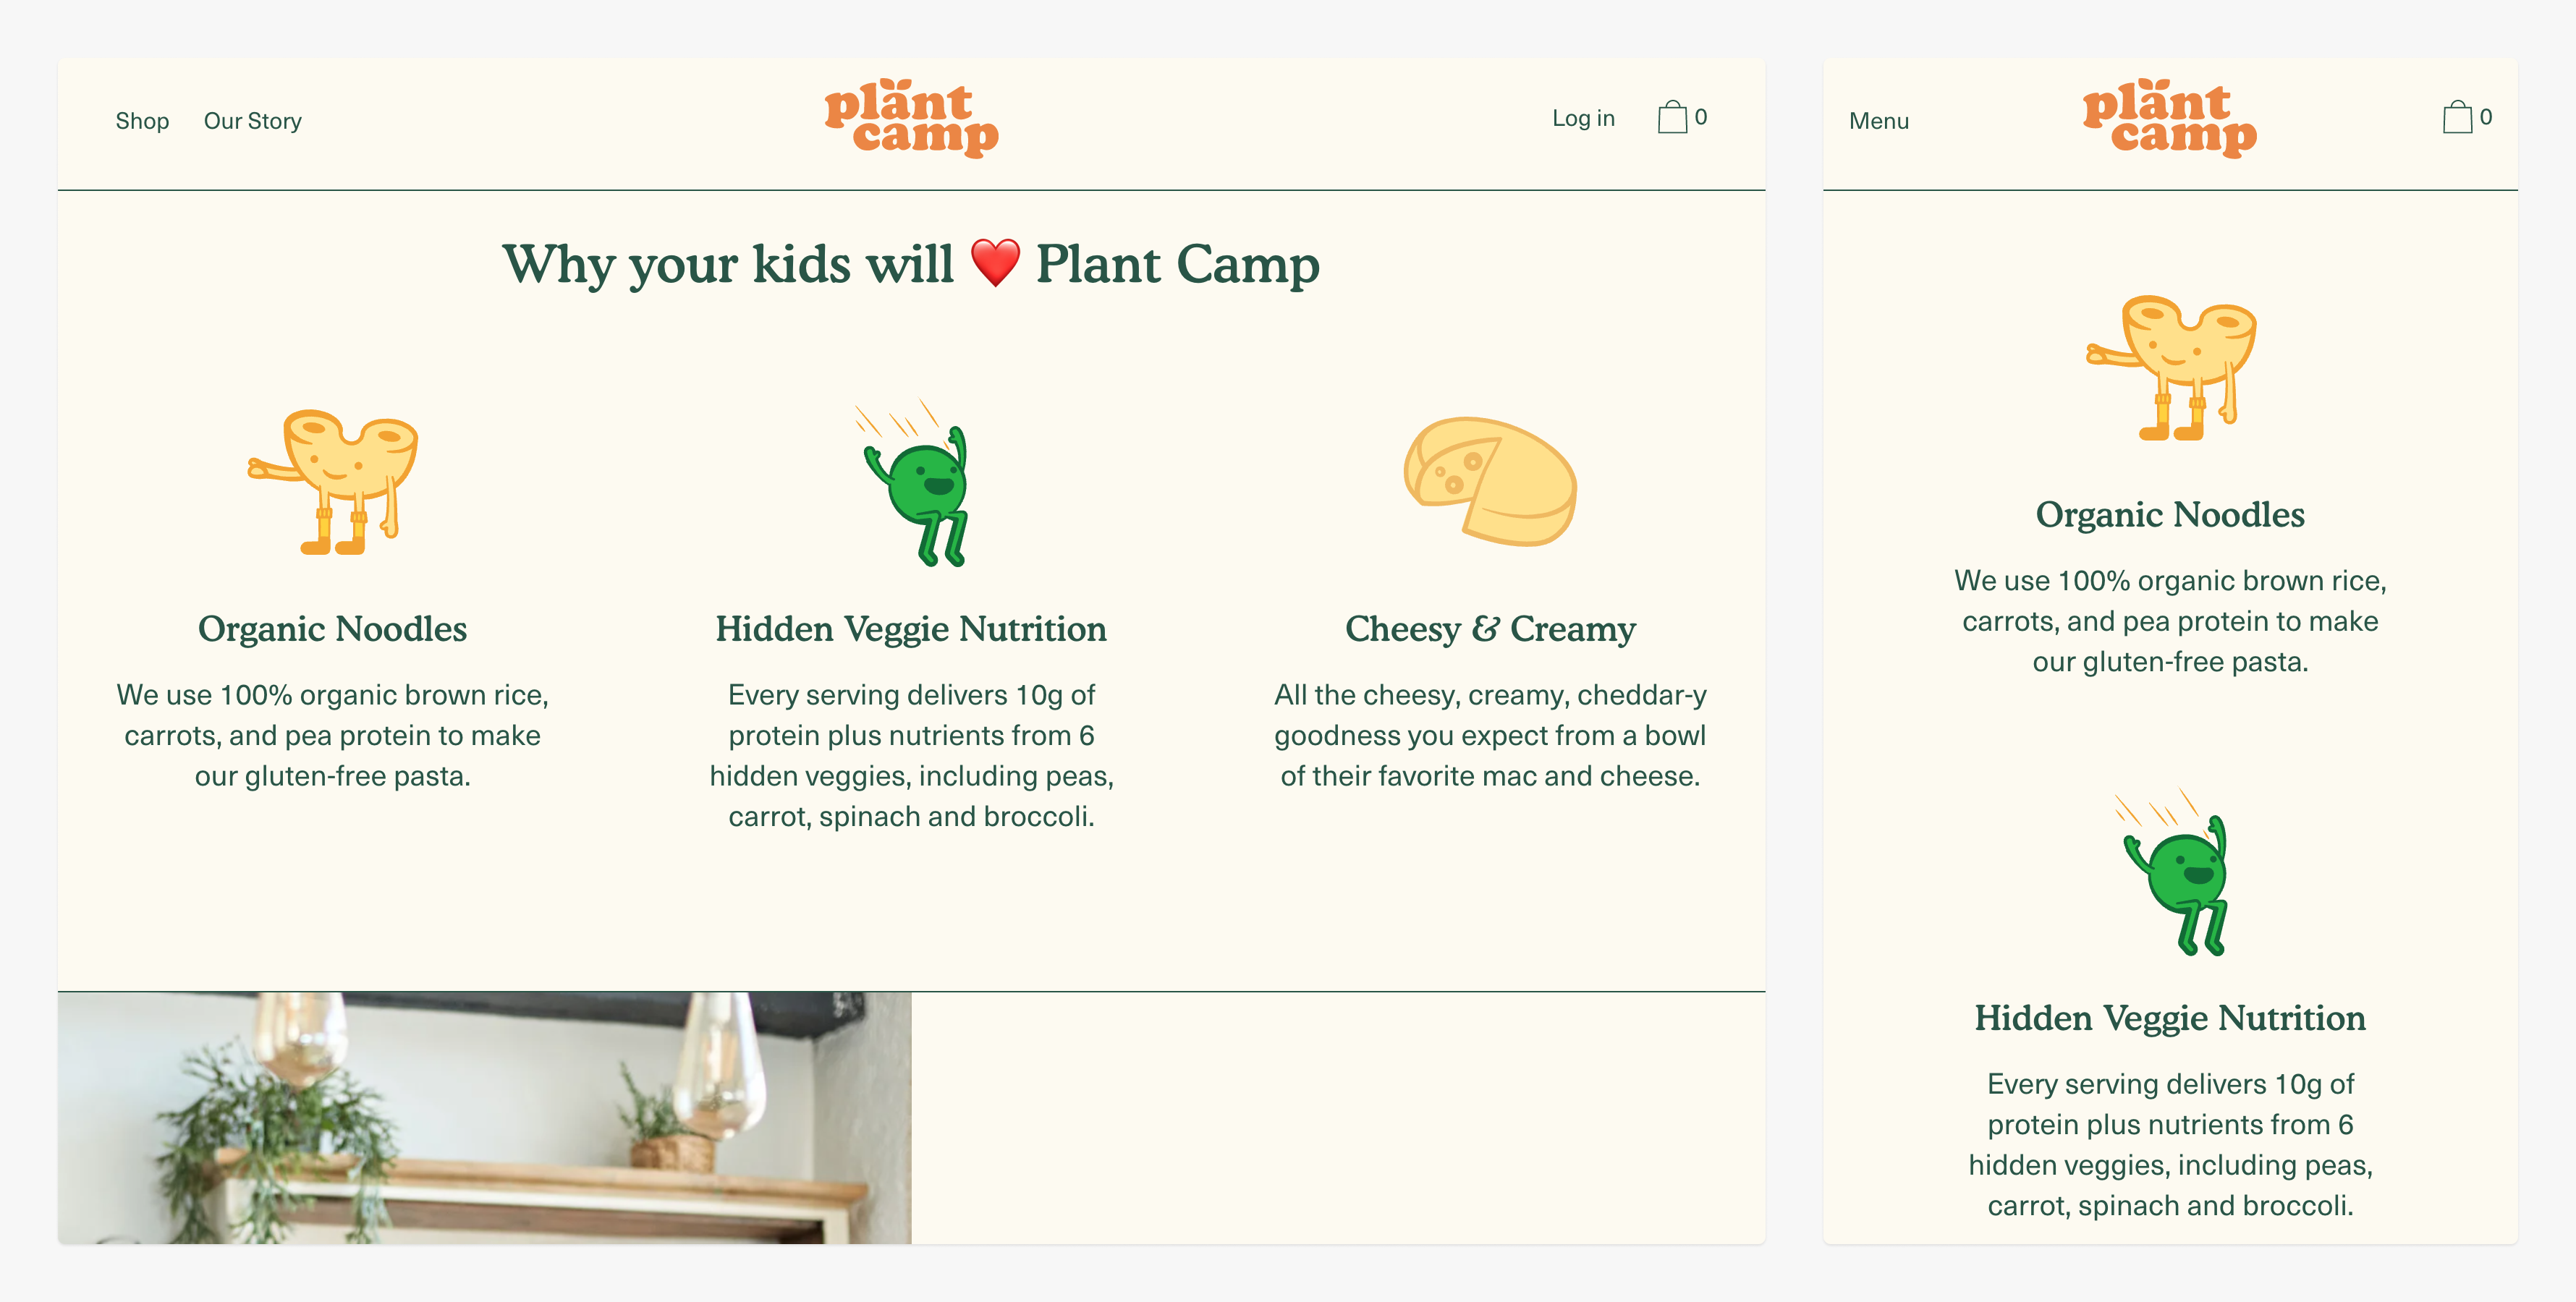 Shop Our Story
plant
camp
Log in 0
Why your kids will ❤️ Plant Camp
Organic Noodles
We use 100% organic brown rice,
carrots, and pea protein to make
our gluten-free pasta.
Hidden Veggie Nutrition
Every serving delivers 10g of
protein plus nutrients from 6
hidden veggies, including peas,
carrot, spinach and broccoli.
Cheesy & Creamy
All the cheesy, creamy, cheddar-y
goodness you expect from a bowl
of their favorite mac and cheese.
Menu
plant
camp
0
Organic Noodles
We use 100% organic brown rice,
carrots, and pea protein to make
our gluten-free pasta.
Hidden Veggie Nutrition
Every serving delivers 10g of
protein plus nutrients from 6
hidden veggies, including peas,
carrot, spinach and broccoli.